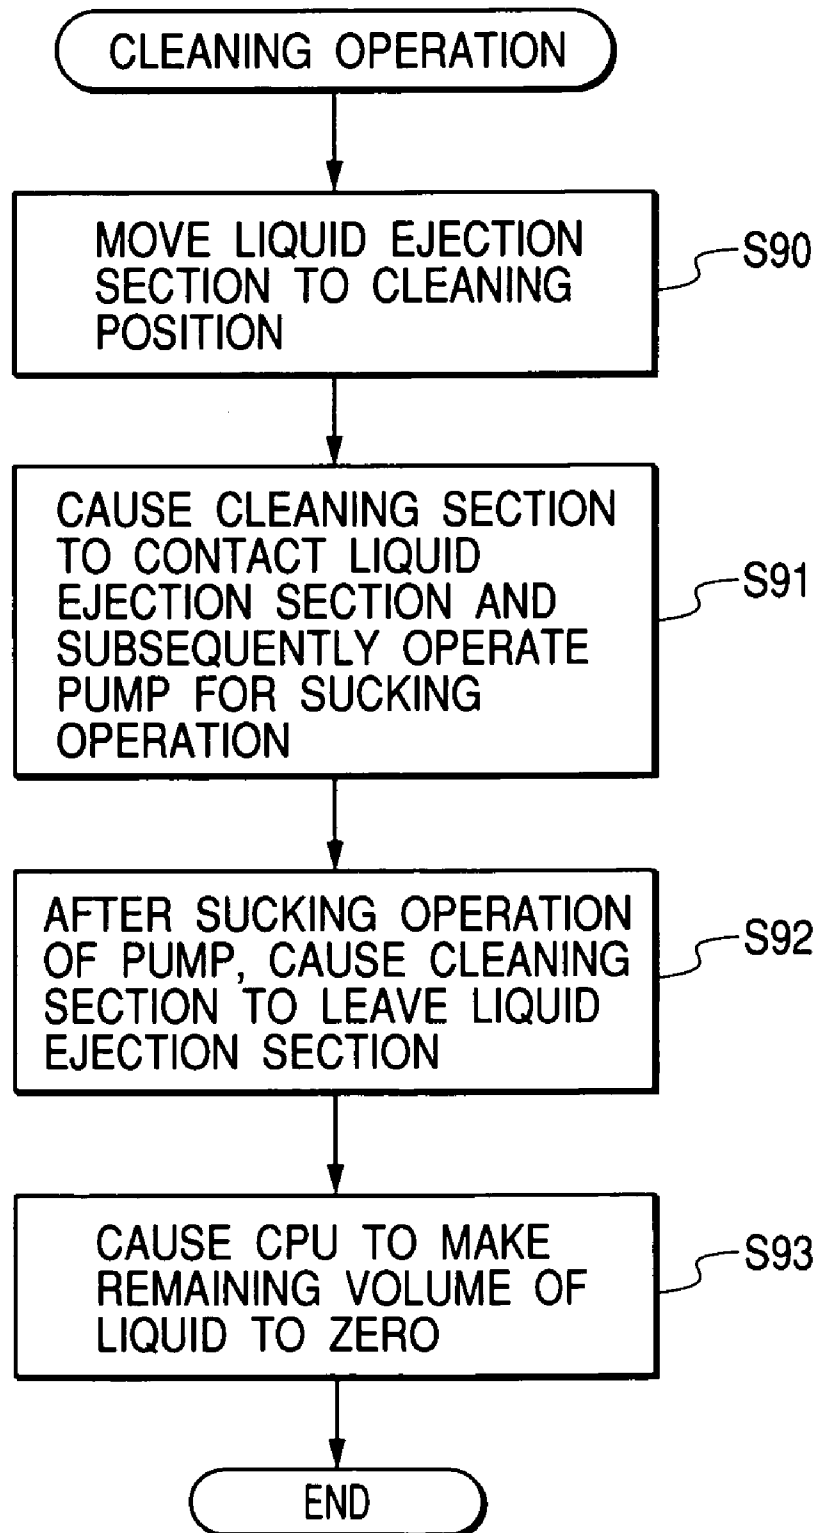 CLEANING OPERATION
MOVE LIQUID EJECTION
SECTION TO CLEANING
POSITION
S90
CAUSE CLEANING SECTION
TO CONTACT LIQUID
EJECTION SECTION AND
SUBSEQUENTLY OPERATE
PUMP FOR SUCKING
OPERATION
S91
AFTER SUCKING OPERATION
OF PUMP, CAUSE CLEANING
SECTION TO LEAVE LIQUID
EJECTION SECTION
S92
CAUSE CPU TO MAKE
REMAINING VOLUME OF
LIQUID TO ZERO
S93
END